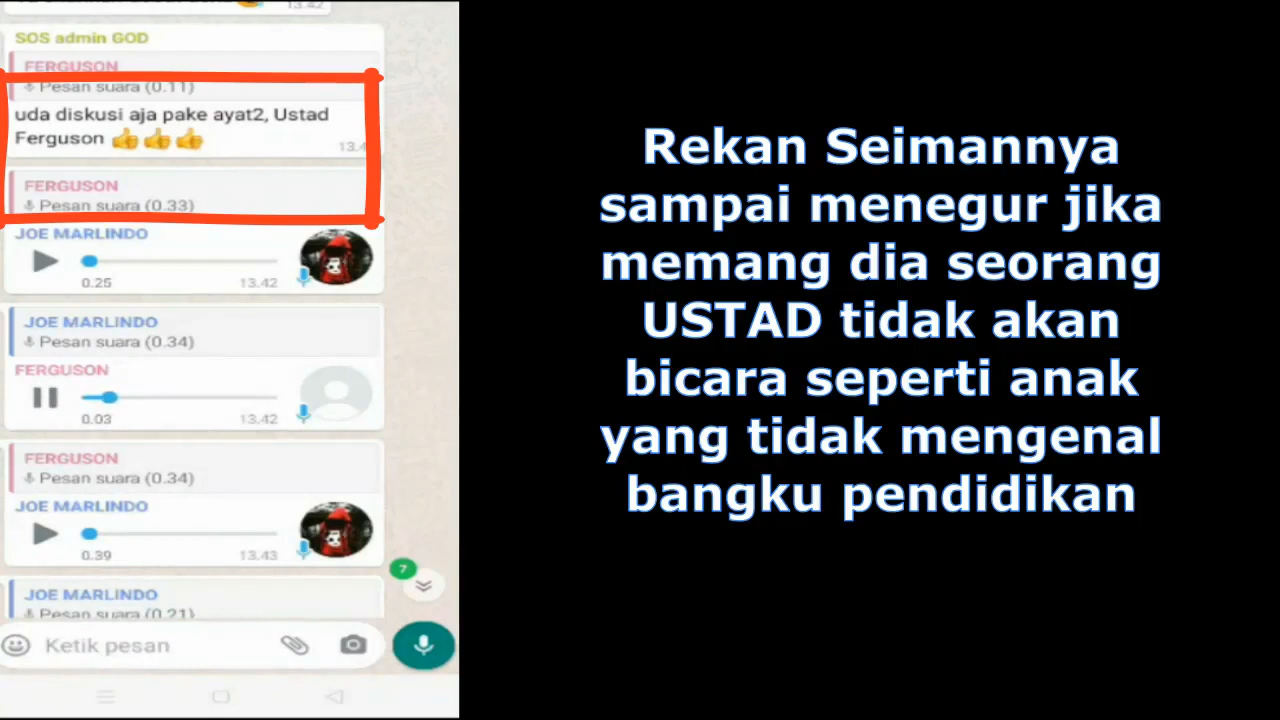 13.42
SOS admin GOD
FERGUSON
Pesan suara (0.11)
uda diskusi aja pake ayat2, Ustad
Ferguson 👍👍👍
FERGUSON
Pesan suara (0.33)
JOE MARLINDO
0.25 13.42
JOE MARLINDO
Pesan suara (0.34)
FERGUSON
0.03 13.42
FERGUSON
Pesan suara (0.34)
JOE MARLINDO
0.39 13.43
7
JOE MARLINDO
Pesan suara (0.21)
Ketik pesan
Rekan Seimannya
sampai menegur jika
memang dia seorang
USTAD tidak akan
bicara seperti anak
yang tidak mengenal
bangku pendidikan